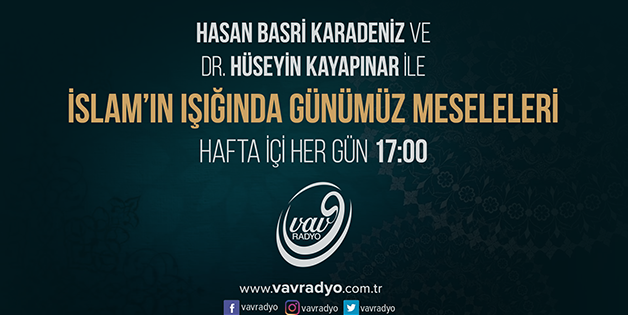 HASAN BASRİ KARADENİZ VE
DR. HÜSEYİN KAYAPINAR İLE
İSLAM'IN IŞIĞINDA GÜNÜMÜZ MESELELERİ
HAFTA İÇİ HER GÜN 17:00
vav
RADYO
www.vavradyo.com.tr
vavradyo vavradyo vavradyo